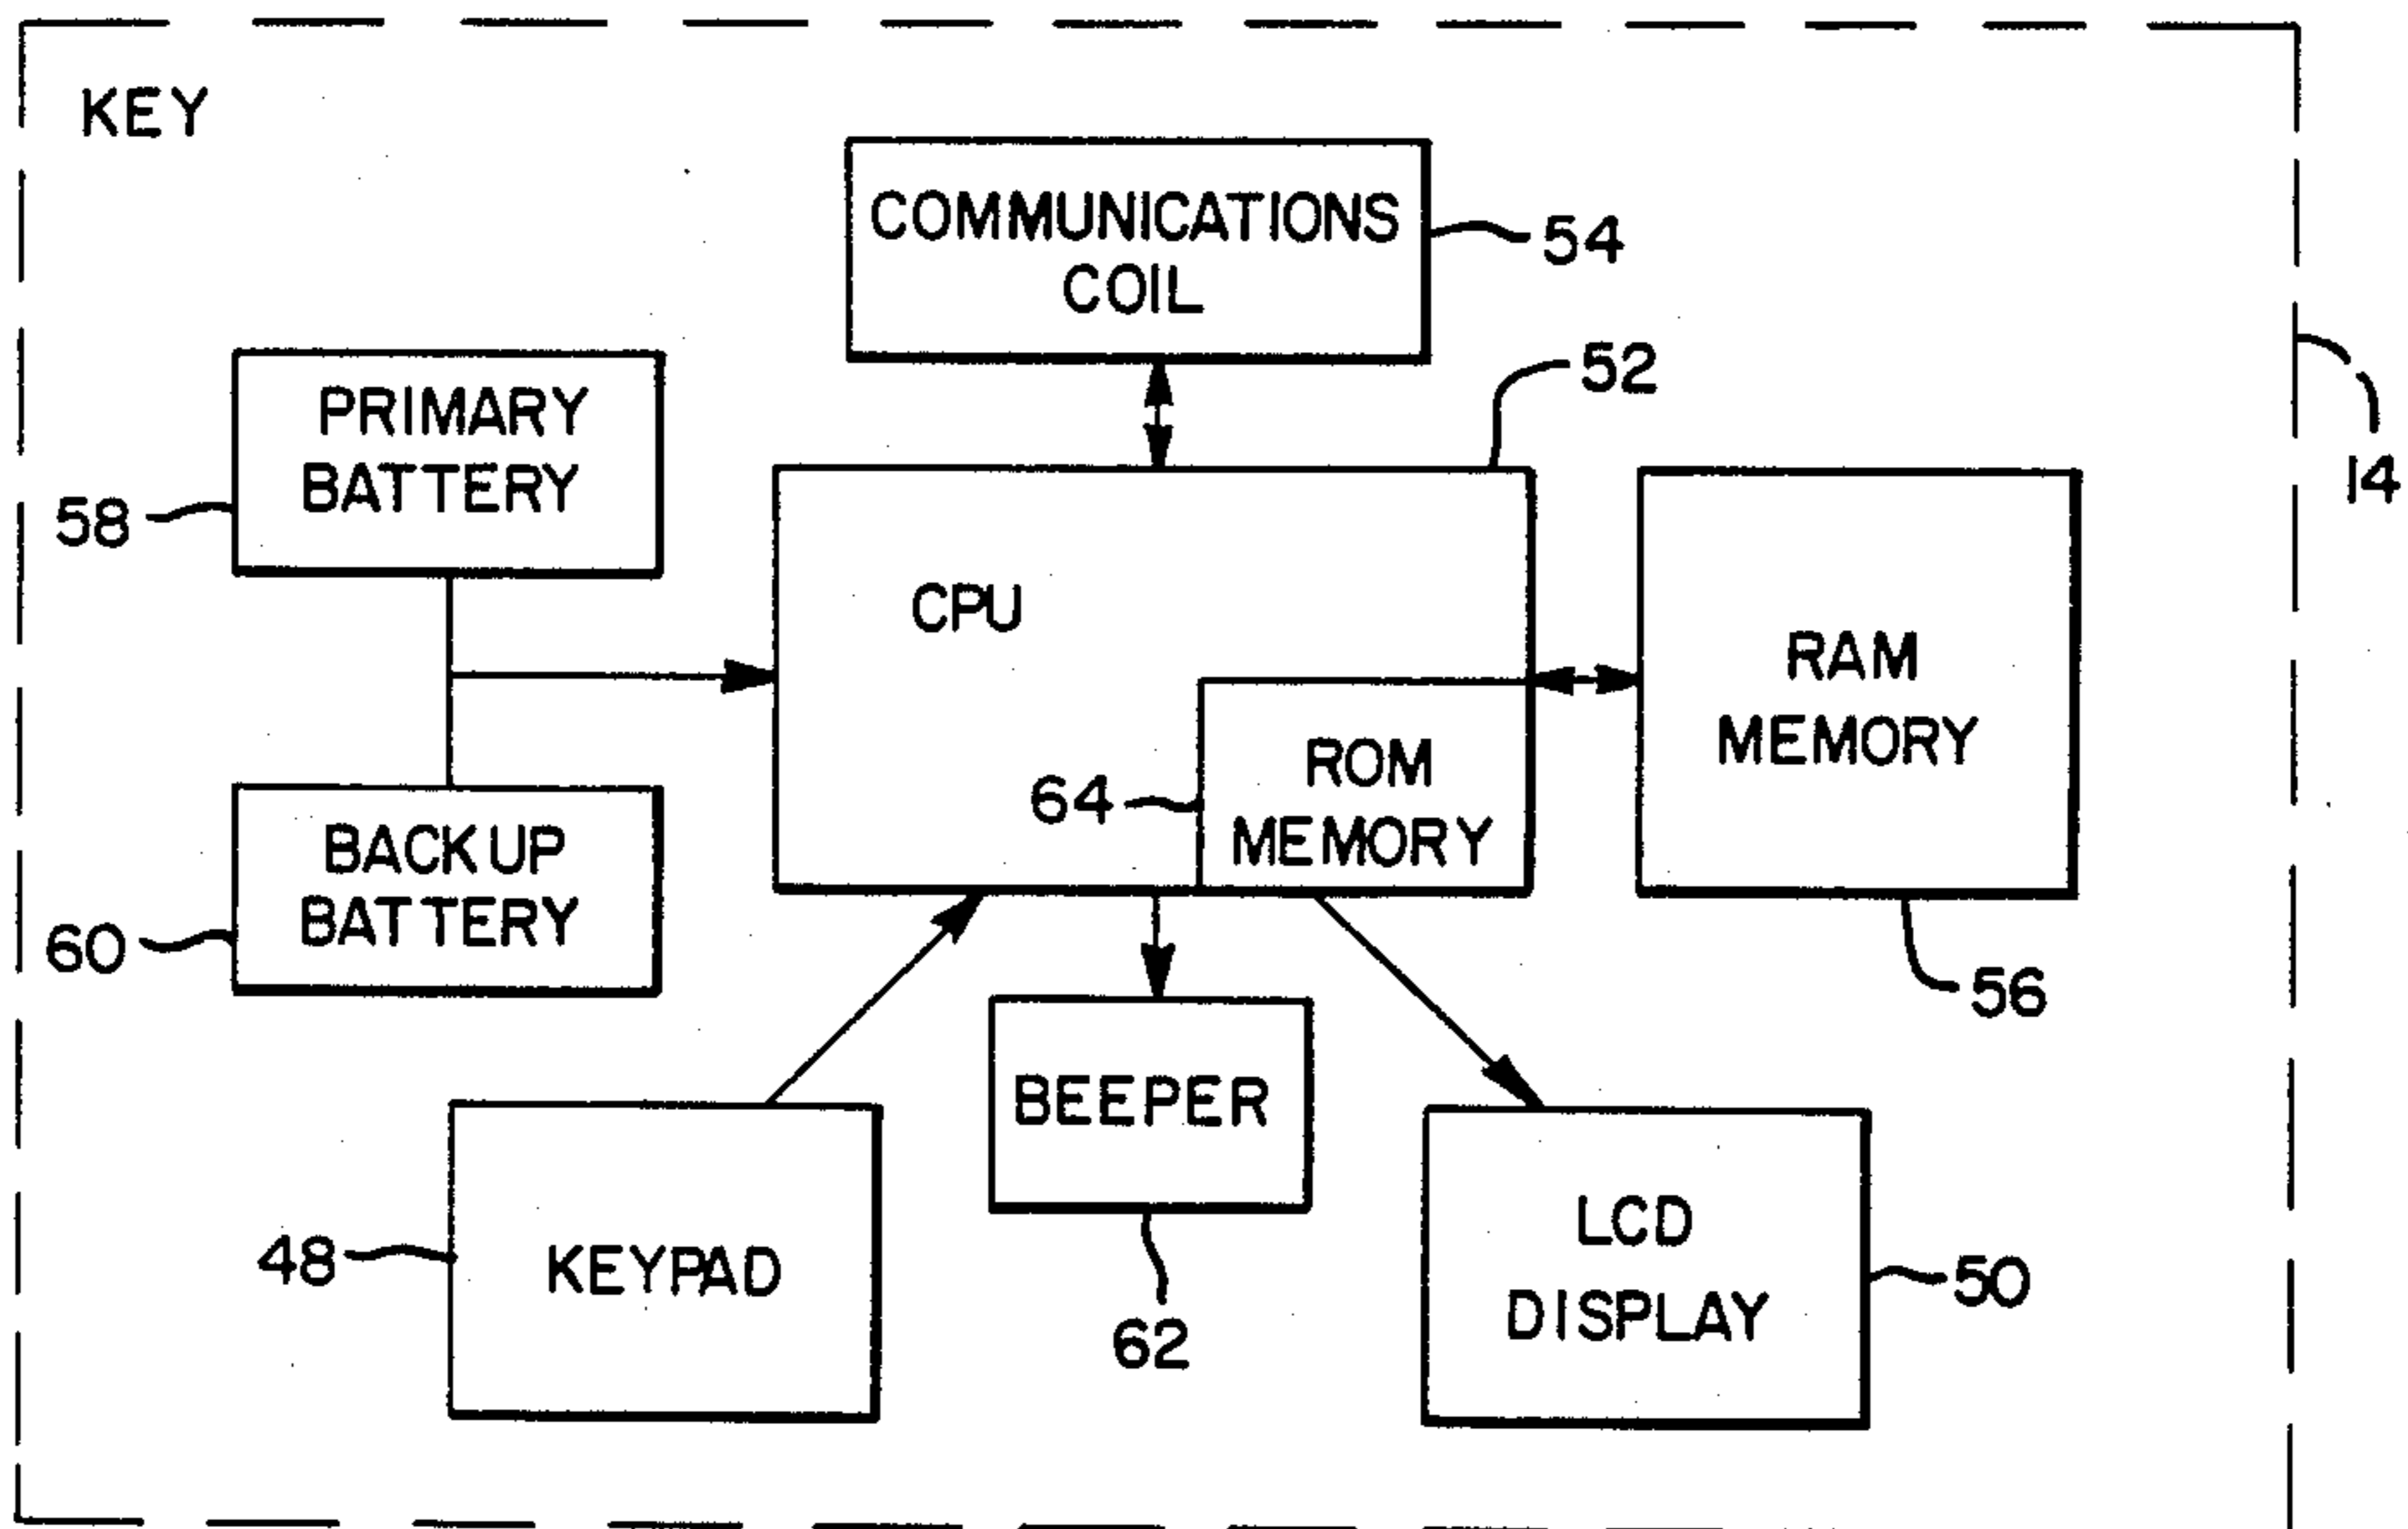 KEY
COMMUNICATIONS
COIL
54
52
PRIMARY
BATTERY
58
14
CPU
RAM
MEMORY
ROM
MEMORY
64
BACKUP
BATTERY
60
56
BEEPER
62
KEYPAD
48
LCD
DISPLAY
50